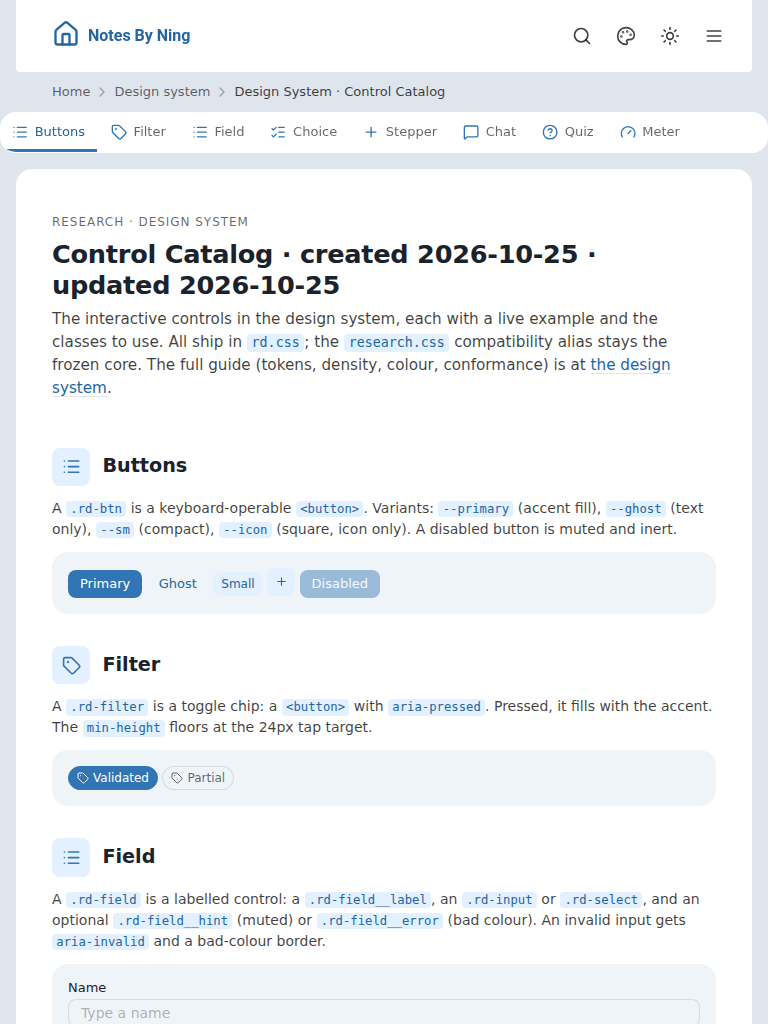 Notes By Ning
Home > Design system > Design System · Control Catalog
Buttons Filter Field Choice Stepper Chat Quiz Meter
RESEARCH · DESIGN SYSTEM
Control Catalog · created 2026-10-25 ·
updated 2026-10-25
The interactive controls in the design system, each with a live example and the
classes to use. All ship in rd.css; the research.css compatibility alias stays the
frozen core. The full guide (tokens, density, colour, conformance) is at the design
system.
Buttons
A .rd-btn is a keyboard-operable <button>. Variants: --primary (accent fill), --ghost (text
only), --sm (compact), --icon (square, icon only). A disabled button is muted and inert.
Primary Ghost Small + Disabled
Filter
A .rd-filter is a toggle chip: a <button> with aria-pressed. Pressed, it fills with the accent.
The min-height floors at the 24px tap target.
Validated Partial
Field
A .rd-field is a labelled control: a .rd-field__label, an .rd-input or .rd-select, and an
optional .rd-field__hint (muted) or .rd-field__error (bad colour). An invalid input gets
aria-invalid and a bad-colour border.
Name
Type a name